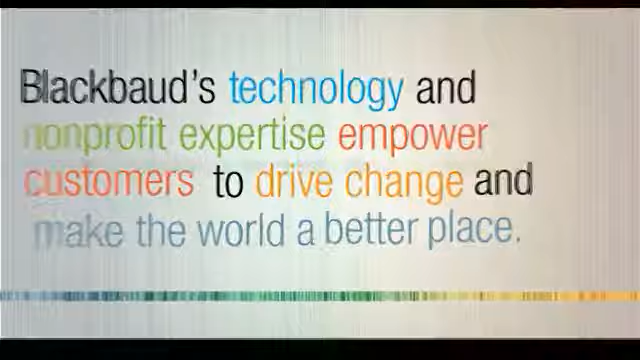 Blackbaud's technology and
nonprofit expertise empower
customers to drive change and
make the world a better place.